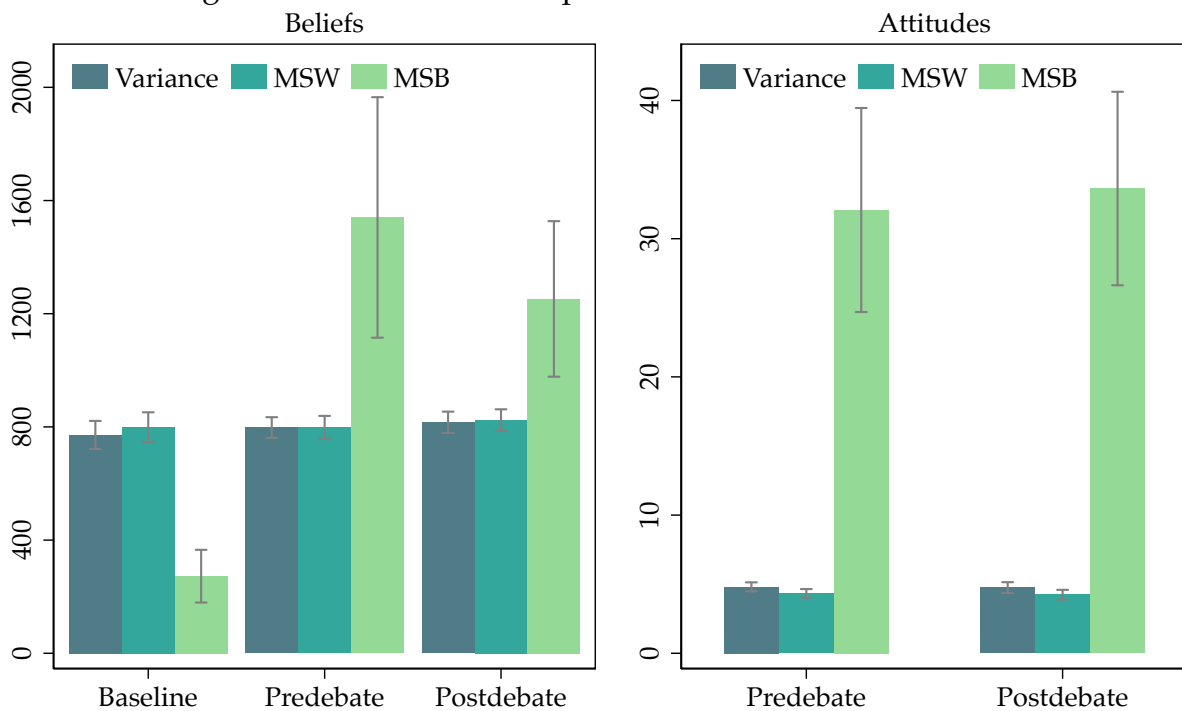 Beliefs
Variance MSW MSB
2000
1600
1200
800
400
0
Baseline Predebate Postdebate
Attitudes
Variance MSW MSB
40
30
20
10
0
Predebate Postdebate